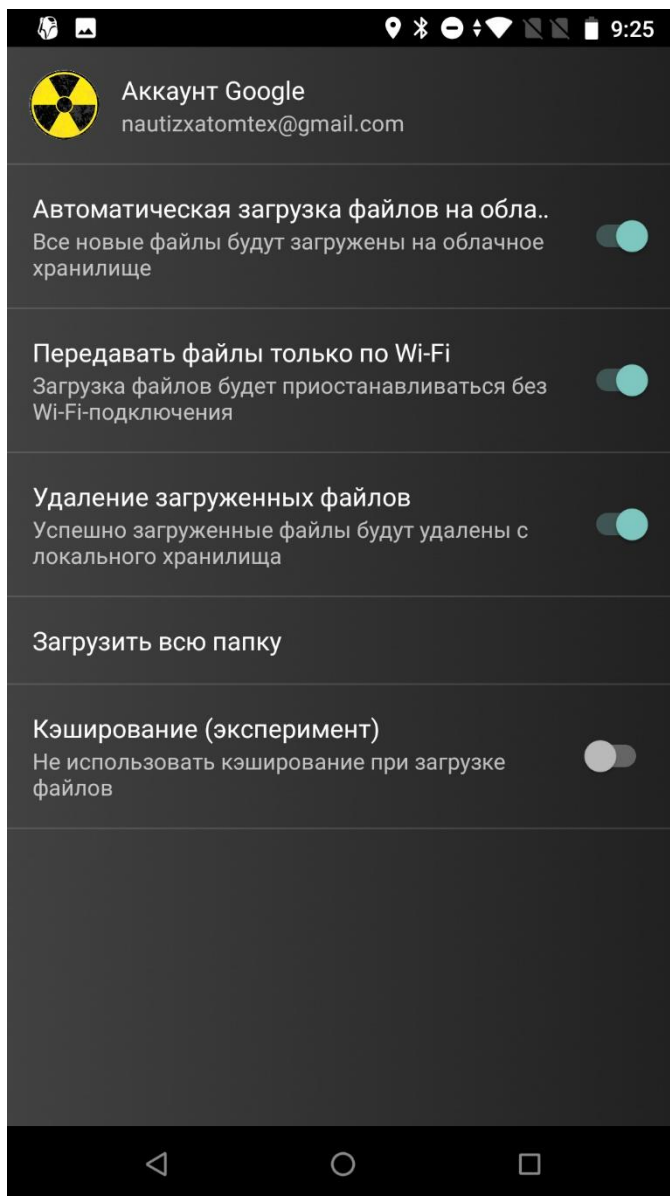 9:25
Аккаунт Google
nautizxatomtex@gmail.com
Автоматическая загрузка файлов на обла..
Все новые файлы будут загружены на облачное
хранилище
Передавать файлы только по Wi-Fi
Загрузка файлов будет приостанавливаться без
Wi-Fi-подключения
Удаление загруженных файлов
Успешно загруженные файлы будут удалены с
локального хранилища
Загрузить всю папку
Кэширование (эксперимент)
Не использовать кэширование при загрузке
файлов